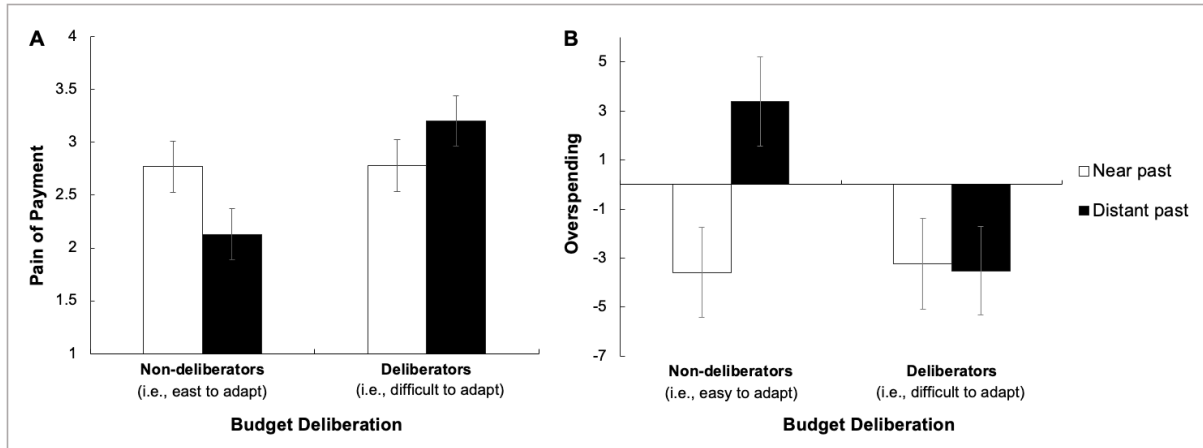 A
4
3.5
3
2.5
2
1.5
1
Pain of Payment
Non-deliberators
(i.e., east to adapt)
Deliberators
(i.e., difficult to adapt)
Budget Deliberation
B
5
3
1
-1
-3
-5
-7
Overspending
Non-deliberators
(i.e., easy to adapt)
Deliberators
(i.e., difficult to adapt)
Budget Deliberation
Near past
Distant past